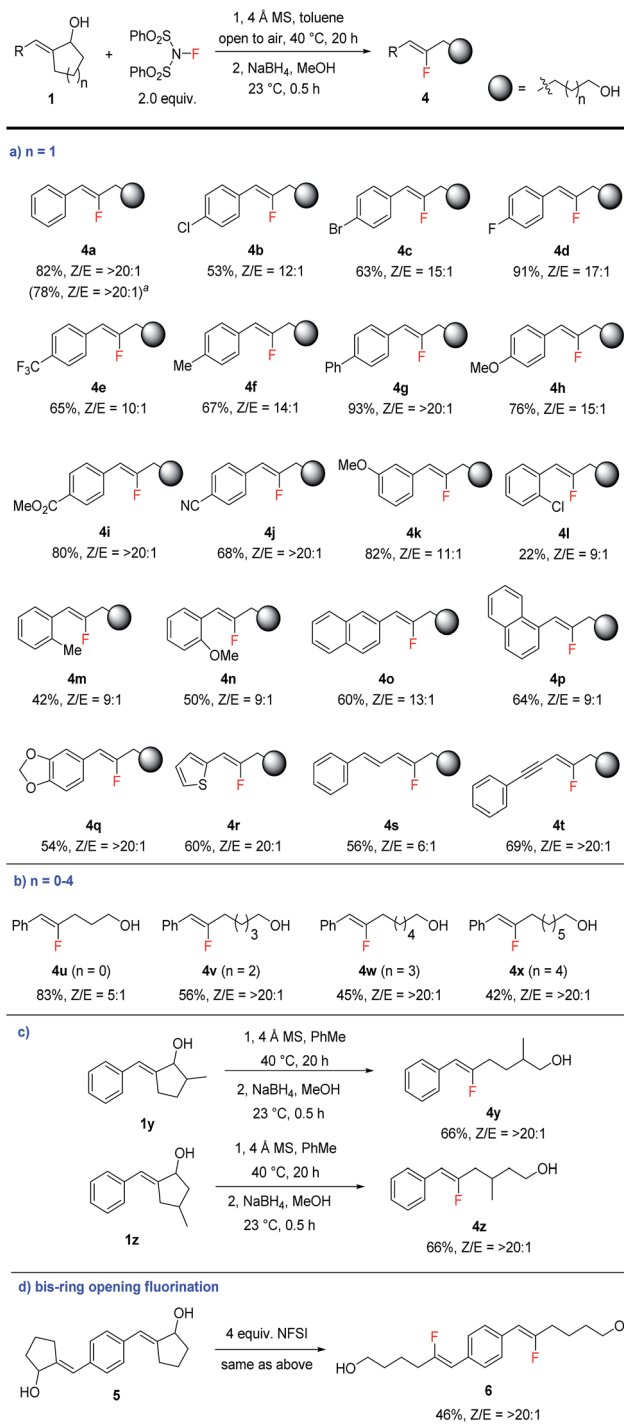 OH
R
n
1
+
PhO₂S
N-F
PhO₂S
2.0 equiv.
1, 4 Å MS, toluene
open to air, 40 °C, 20 h
2, NaBH₄, MeOH
23 °C, 0.5 h
R
F
4
=
n
OH
a) n = 1
F
Cl
F
Br
F
F
F
4a
4b
4c
4d
82%, Z/E = >20:1
53%, Z/E = 12:1
63%, Z/E = 15:1
91%, Z/E = 17:1
(78%, Z/E = >20:1)ᵃ
F₃C
F
Me
F
Ph
F
MeO
F
4e
4f
4g
4h
65%, Z/E = 10:1
67%, Z/E = 14:1
93%, Z/E = >20:1
76%, Z/E = 15:1
MeO₂C
F
NC
F
MeO
F
Cl
F
4i
4j
4k
4l
80%, Z/E = >20:1
68%, Z/E = >20:1
82%, Z/E = 11:1
22%, Z/E = 9:1
F
Me
F
OMe
F
F
4m
4n
4o
4p
42%, Z/E = 9:1
50%, Z/E = 9:1
60%, Z/E = 13:1
64%, Z/E = 9:1
O
O
F
S
F
F
F
4q
4r
4s
4t
54%, Z/E = >20:1
60%, Z/E = 20:1
56%, Z/E = 6:1
69%, Z/E = >20:1
b) n = 0-4
Ph
F
OH
Ph
F
3
OH
Ph
F
4
OH
Ph
F
5
OH
4u (n = 0)
4v (n = 2)
4w (n = 3)
4x (n = 4)
83%, Z/E = 5:1
56%, Z/E = >20:1
45%, Z/E = >20:1
42%, Z/E = >20:1
c)
OH
1y
1, 4 Å MS, PhMe
40 °C, 20 h
2, NaBH₄, MeOH
23 °C, 0.5 h
F
OH
4y
66%, Z/E = >20:1
OH
1z
1, 4 Å MS, PhMe
40 °C, 20 h
2, NaBH₄, MeOH
23 °C, 0.5 h
F
OH
4z
66%, Z/E = >20:1
d) bis-ring opening fluorination
OH
HO
5
4 equiv. NFSI
same as above
F
HO
F
O
6
46%, Z/E = >20:1